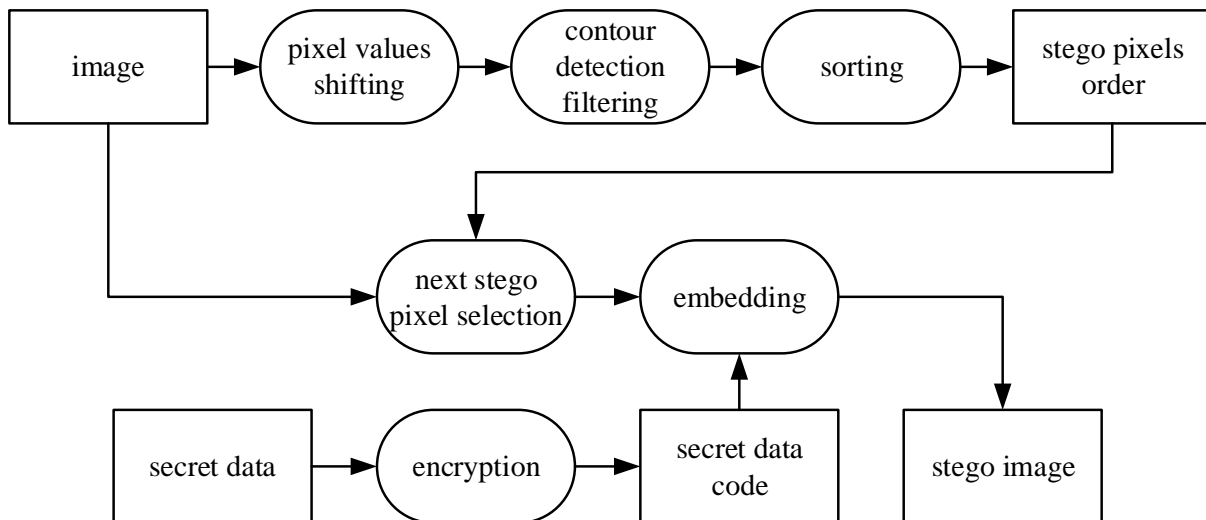 image
pixel values
shifting
contour
detection
filtering
sorting
stego pixels
order
next stego
pixel selection
embedding
secret data
encryption
secret data
code
stego image